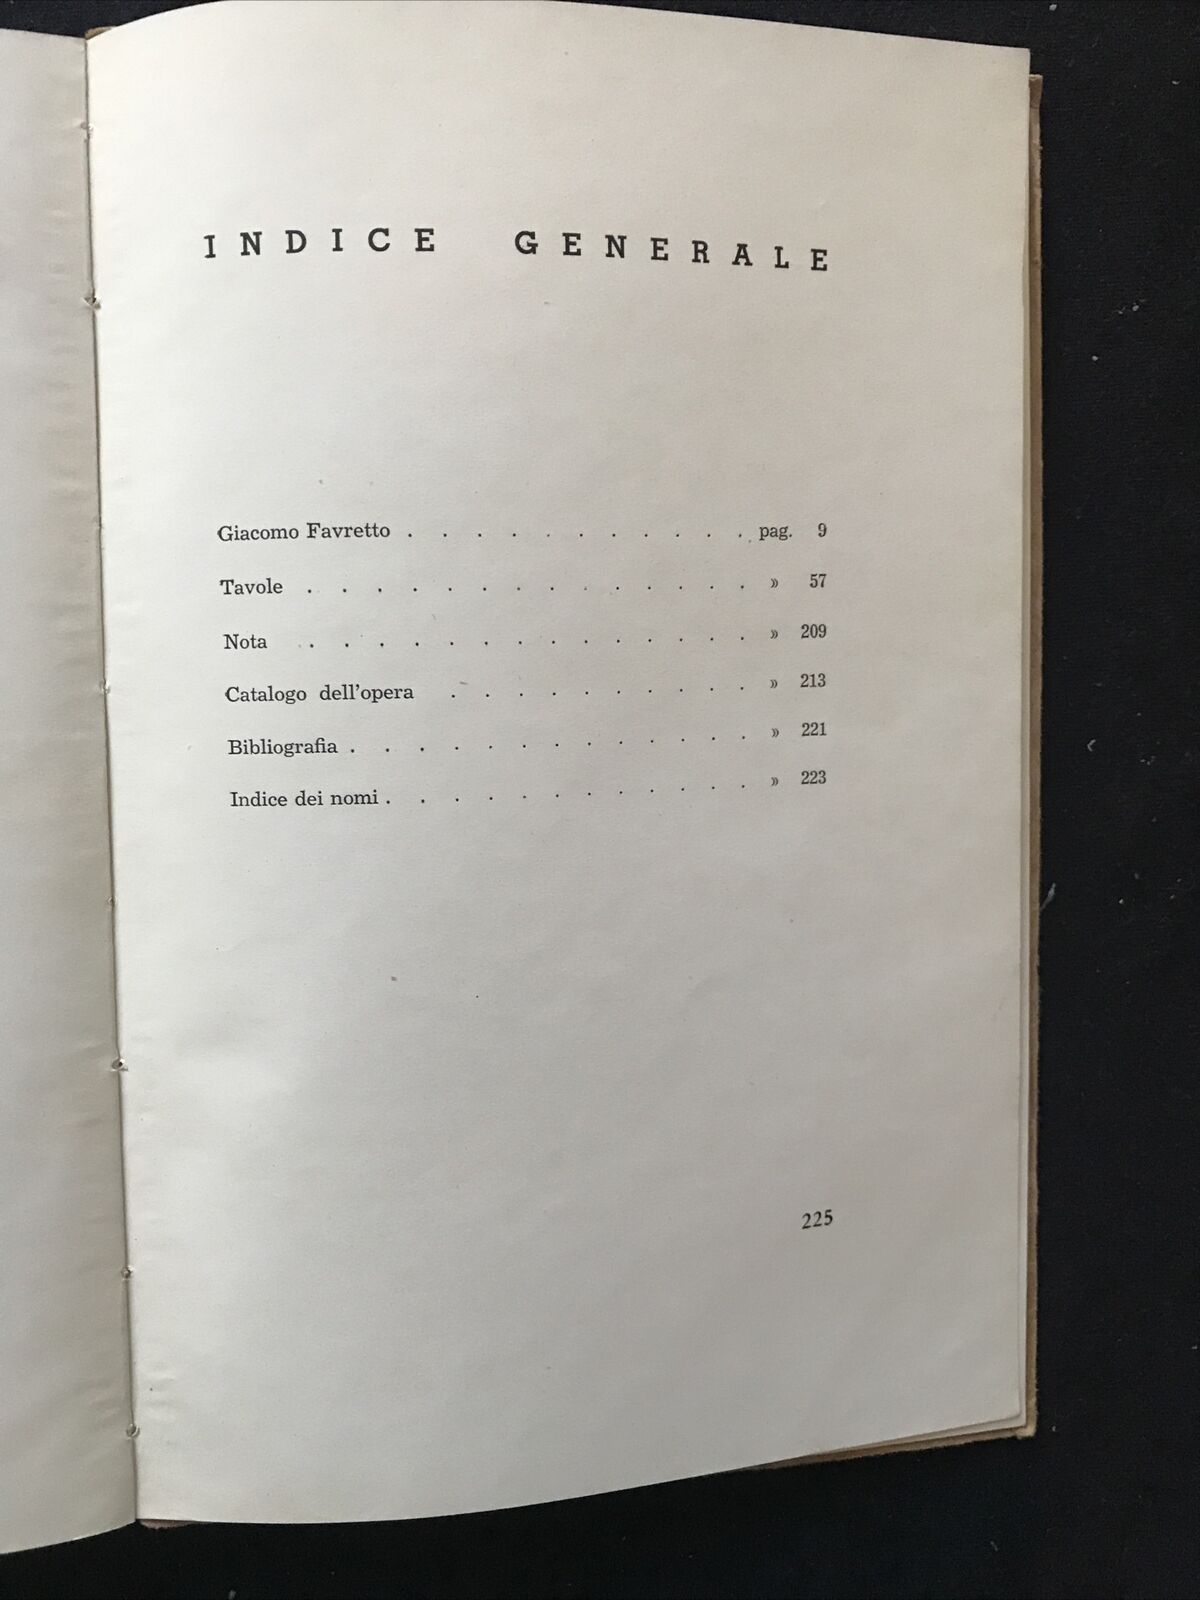 INDICE GENERALE
Giacomo Favretto . . . . . . . . . . . pag. 9
Tavole . . . . . . . . . . . . . . » 57
Nota . . . . . . . . . . . . . . » 209
Catalogo dell'opera . . . . . . . . . . » 213
Bibliografia . . . . . . . . . . . . . » 221
Indice dei nomi . . . . . . . . . . . . » 223
225